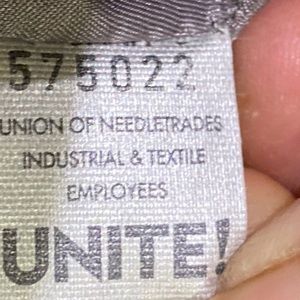 575022
UNION OF NEEDLETRADES
INDUSTRIAL & TEXTILE
EMPLOYEES
UNITE!